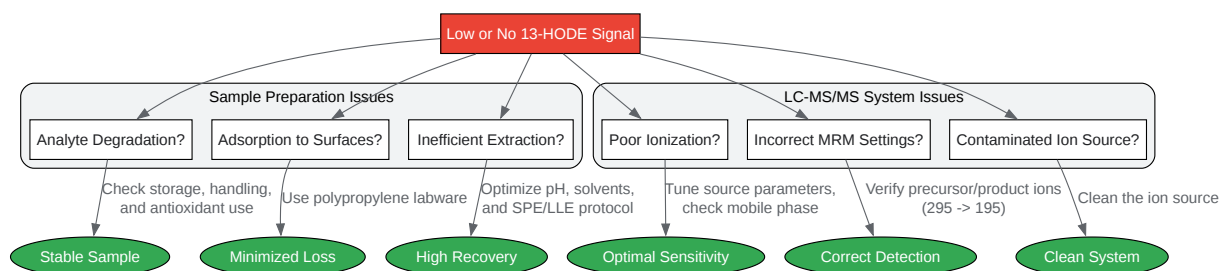 Low or No 13-HODE Signal
Sample Preparation Issues
LC-MS/MS System Issues
Analyte Degradation?
Adsorption to Surfaces?
Inefficient Extraction?
Poor Ionization?
Incorrect MRM Settings?
Contaminated Ion Source?
Check storage, handling,
and antioxidant use
Use polypropylene labware
Optimize pH, solvents,
and SPE/LLE protocol
Tune source parameters,
check mobile phase
Verify precursor/product ions
(295 -> 195)
Clean the ion source
Stable Sample
Minimized Loss
High Recovery
Optimal Sensitivity
Correct Detection
Clean System